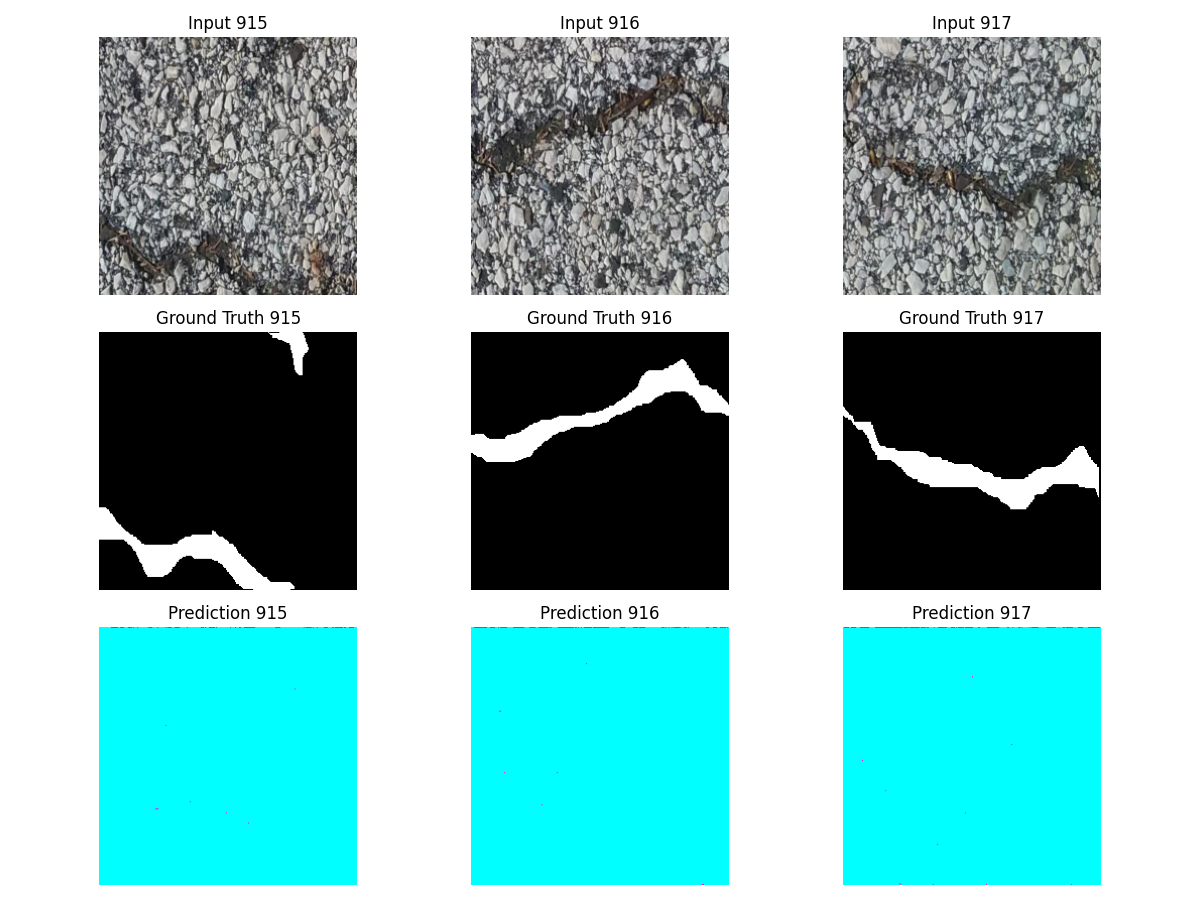 Input 915
Input 916
Input 917
Ground Truth 915
Ground Truth 916
Ground Truth 917
Prediction 915
Prediction 916
Prediction 917